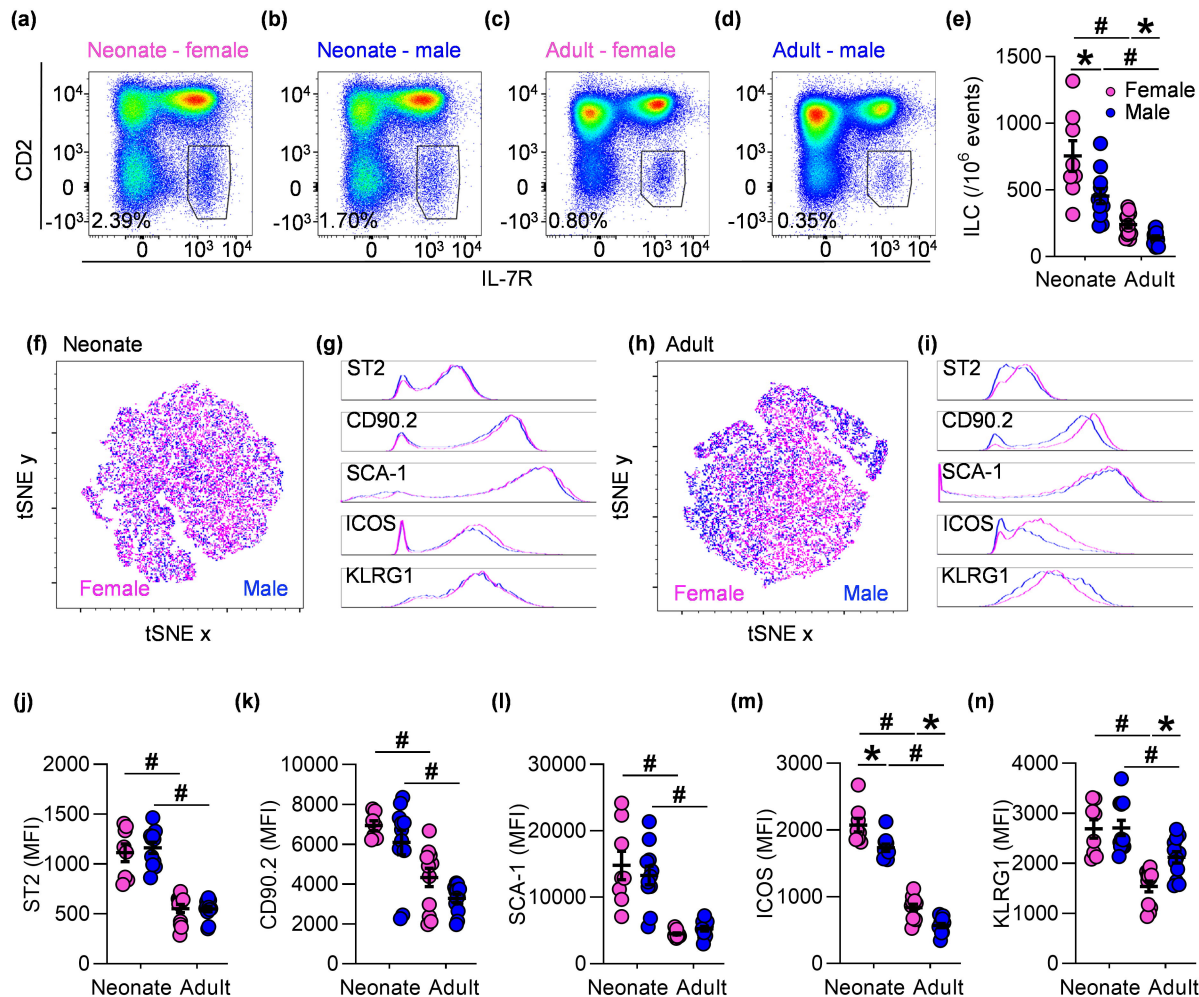 (a) (b) (c) (d) (e)
Neonate - female Neonate - male Adult - female Adult - male
# *
* #
CD2
10⁴ 10⁴ 10⁴ 10⁴
10³ 10³ 10³ 10³
0 0 0 0
-10³ -10³ -10³ -10³
2.39% 1.70% 0.80% 0.35%
0 10³ 10⁴ 0 10³ 10⁴ 0 10³ 10⁴ 0 10³ 10⁴
IL-7R
ILC (/10⁶ events)
1500
1000
500
0
Female
Male
Neonate Adult
(f) Neonate (g) (h) Adult (i)
tSNE y
Female Male
tSNE x
ST2
CD90.2
SCA-1
ICOS
KLRG1
tSNE y
Female Male
tSNE x
ST2
CD90.2
SCA-1
ICOS
KLRG1
(j) (k) (l) (m) (n)
ST2 (MFI)
2000
1500
1000
500
0
# #
Neonate Adult
CD90.2 (MFI)
10000
8000
6000
4000
2000
0
# #
Neonate Adult
SCA-1 (MFI)
30000
20000
10000
0
# #
Neonate Adult
ICOS (MFI)
3000
2000
1000
0
# *
* #
Neonate Adult
KLRG1 (MFI)
4000
3000
2000
1000
0
# *
#
Neonate Adult